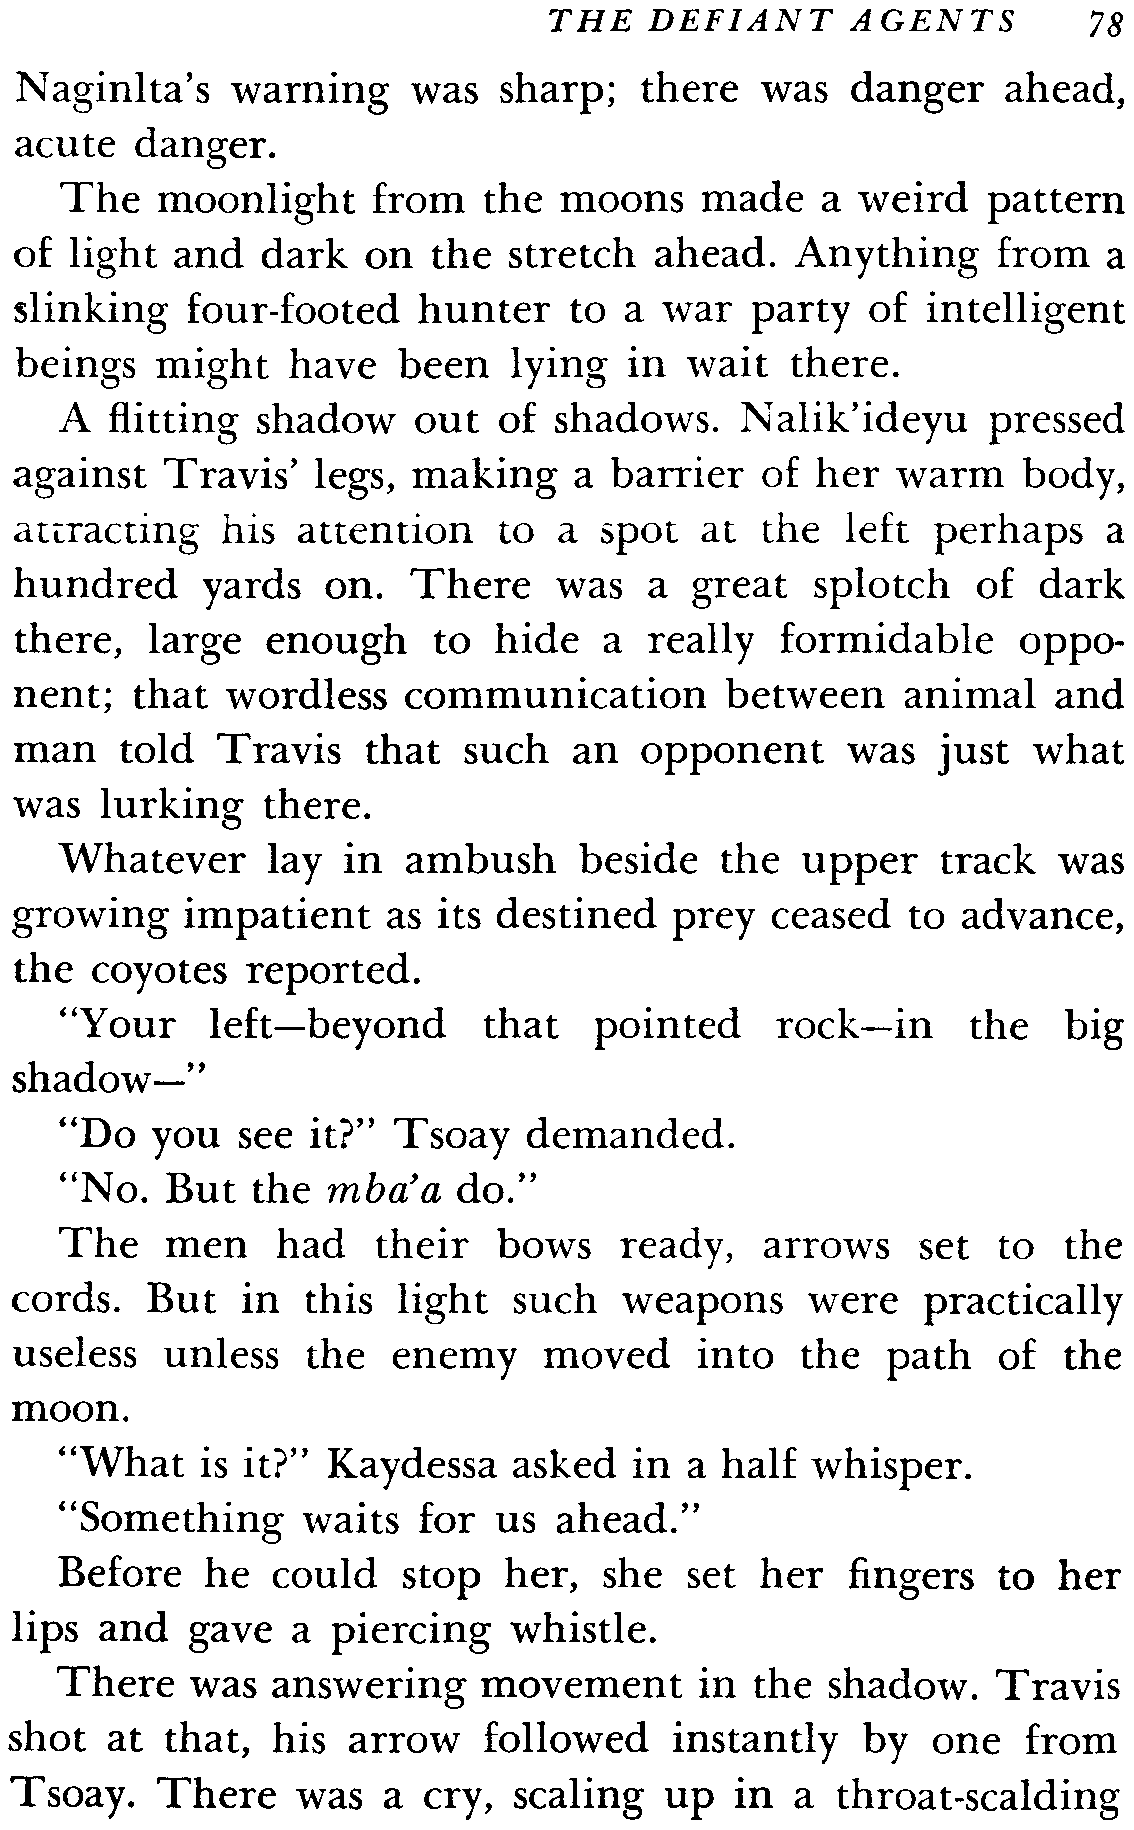 THE DEFIANT AGENTS 78
Naginlta's warning was sharp; there was danger ahead,
acute danger.
The moonlight from the moons made a weird pattern
of light and dark on the stretch ahead. Anything from a
slinking four-footed hunter to a war party of intelligent
beings might have been lying in wait there.
A flitting shadow out of shadows. Nalik'ideyu pressed
against Travis' legs, making a barrier of her warm body,
attracting his attention to a spot at the left perhaps a
hundred yards on. There was a great splotch of dark
there, large enough to hide a really formidable oppo-
nent; that wordless communication between animal and
man told Travis that such an opponent was just what
was lurking there.
Whatever lay in ambush beside the upper track was
growing impatient as its destined prey ceased to advance,
the coyotes reported.
“Your left—beyond that pointed rock—in the big
shadow—”
“Do you see it?” Tsoay demanded.
“No. But the mba'a do.”
The men had their bows ready, arrows set to the
cords. But in this light such weapons were practically
useless unless the enemy moved into the path of the
moon.
“What is it?” Kaydessa asked in a half whisper.
“Something waits for us ahead.”
Before he could stop her, she set her fingers to her
lips and gave a piercing whistle.
There was answering movement in the shadow. Travis
shot at that, his arrow followed instantly by one from
Tsoay. There was a cry, scaling up in a throat-scalding